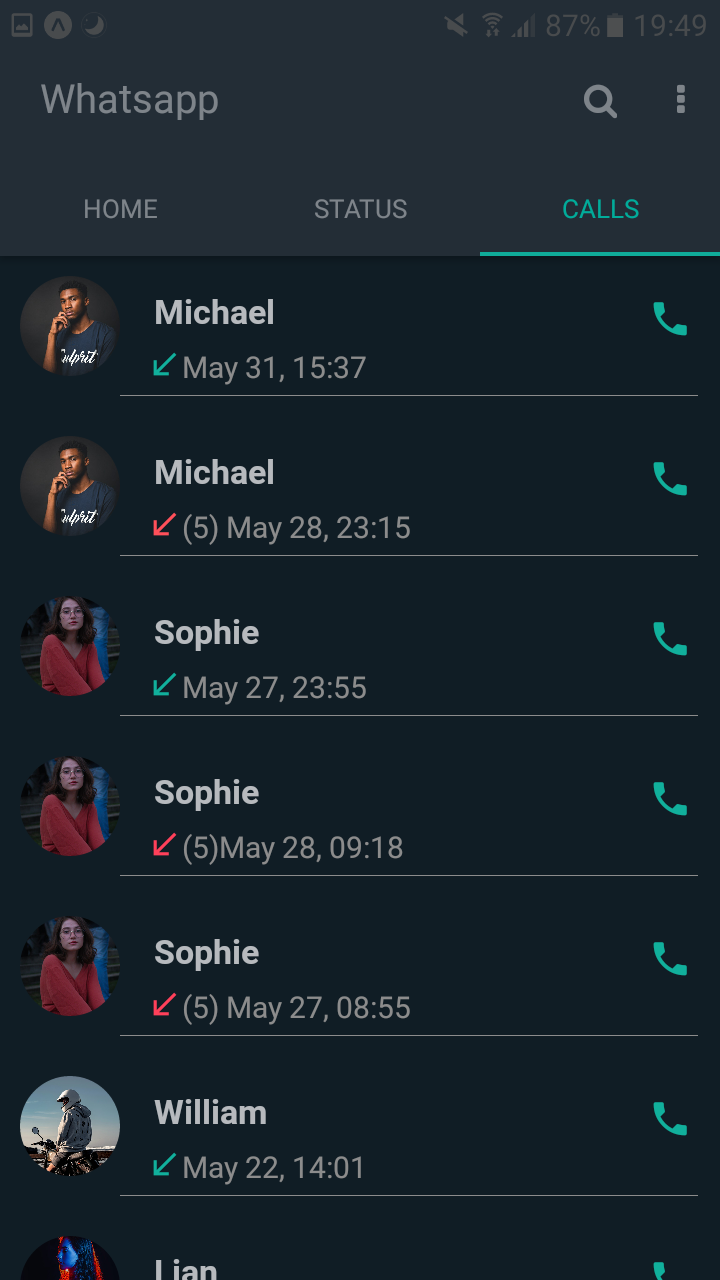 87% 19:49
Whatsapp
HOME STATUS CALLS
Michael
May 31, 15:37
Michael
(5) May 28, 23:15
Sophie
May 27, 23:55
Sophie
(5)May 28, 09:18
Sophie
(5) May 27, 08:55
William
May 22, 14:01
Lian